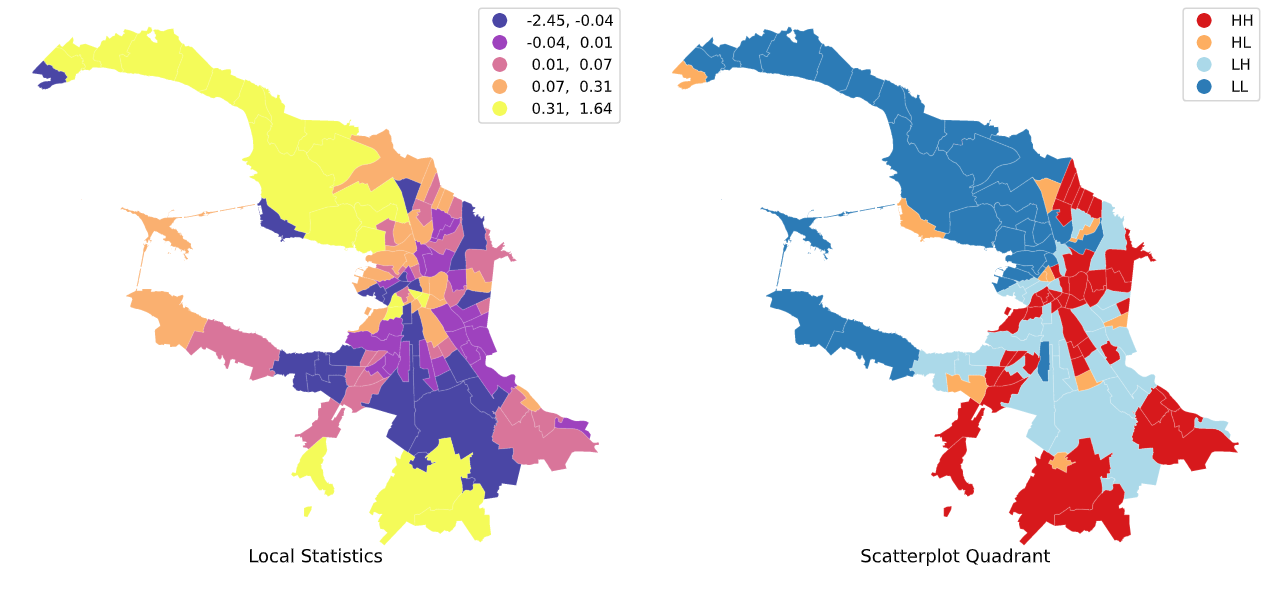 -2.45, -0.04
-0.04, 0.01
0.01, 0.07
0.07, 0.31
0.31, 1.64
Local Statistics
HH
HL
LH
LL
Scatterplot Quadrant